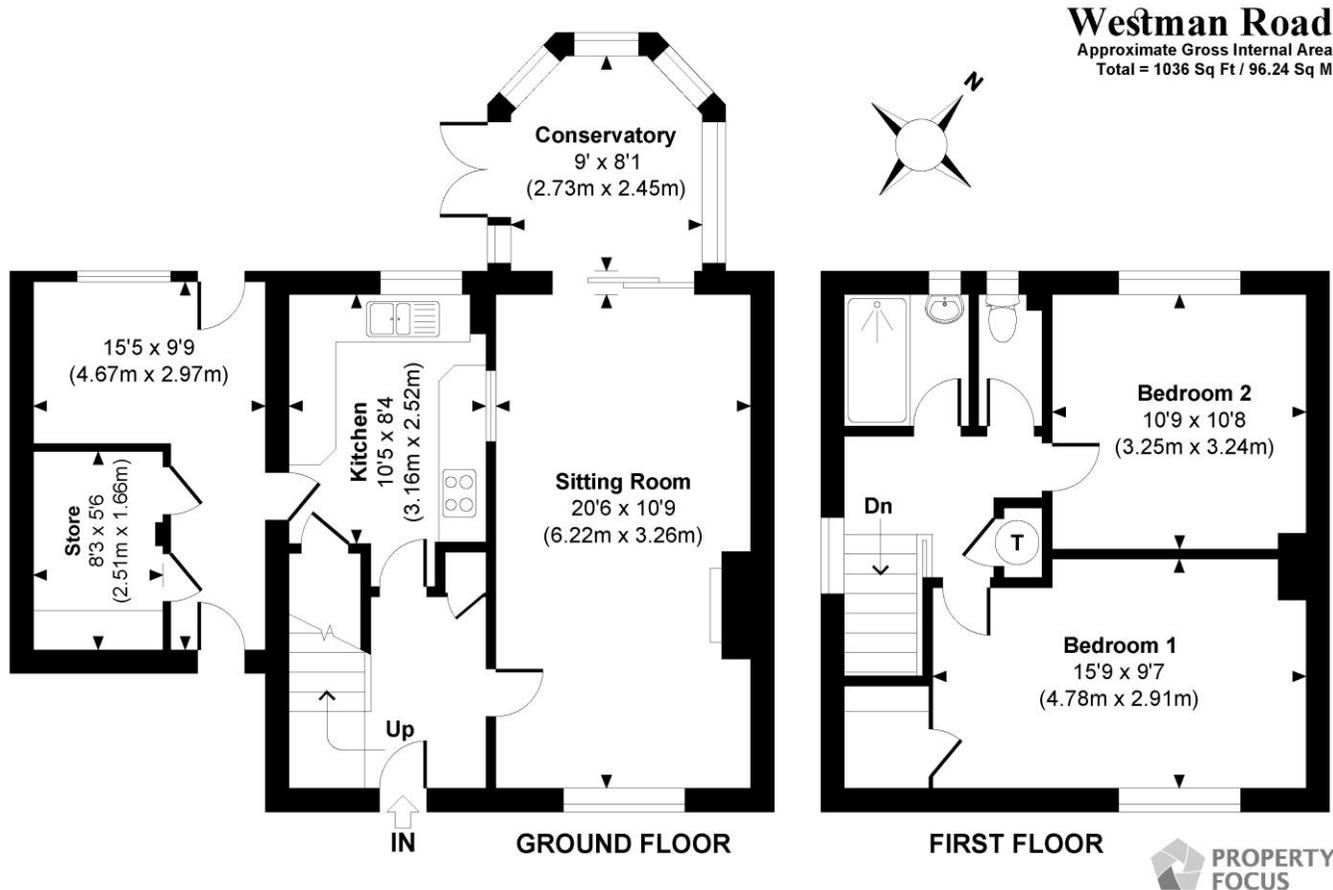 Westman Road
Approximate Gross Internal Area
Total = 1036 Sq Ft / 96.24 Sq M
N
Conservatory
9' x 8'1
(2.73m x 2.45m)
15'5 x 9'9
(4.67m x 2.97m)
Kitchen
10'5 x 8'4
(3.16m x 2.52m)
Store
8'3 x 5'6
(2.51m x 1.66m)
Sitting Room
20'6 x 10'9
(6.22m x 3.26m)
Up
IN
GROUND FLOOR
Bedroom 2
10'9 x 10'8
(3.25m x 3.24m)
Dn
T
Bedroom 1
15'9 x 9'7
(4.78m x 2.91m)
FIRST FLOOR
PROPERTY
FOCUS